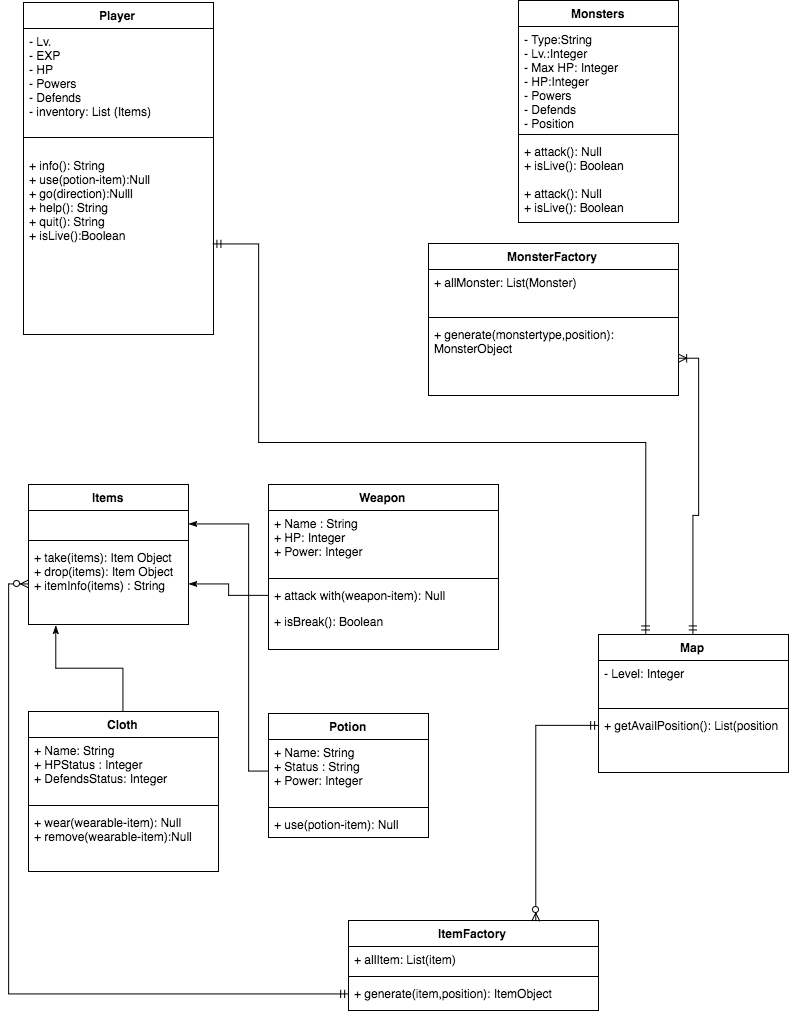 Player
- Lv.
- EXP
- HP
- Powers
- Defends
- inventory: List (Items)
+ info(): String
+ use(potion-item):Null
+ go(direction):Nulll
+ help(): String
+ quit(): String
+ isLive():Boolean
Monsters
- Type:String
- Lv.:Integer
- Max HP: Integer
- HP:Integer
- Powers
- Defends
- Position
+ attack(): Null
+ isLive(): Boolean
+ attack(): Null
+ isLive(): Boolean
MonsterFactory
+ allMonster: List(Monster)
+ generate(monstertype,position):
MonsterObject
Items
+ take(items): Item Object
+ drop(items): Item Object
+ itemInfo(items) : String
Weapon
+ Name : String
+ HP: Integer
+ Power: Integer
+ attack with(weapon-item): Null
+ isBreak(): Boolean
Map
- Level: Integer
+ getAvailPosition(): List(position
Cloth
+ Name: String
+ HPStatus : Integer
+ DefendsStatus: Integer
+ wear(wearable-item): Null
+ remove(wearable-item):Null
Potion
+ Name: String
+ Status : String
+ Power: Integer
+ use(potion-item): Null
ItemFactory
+ allItem: List(item)
+ generate(item,position): ItemObject